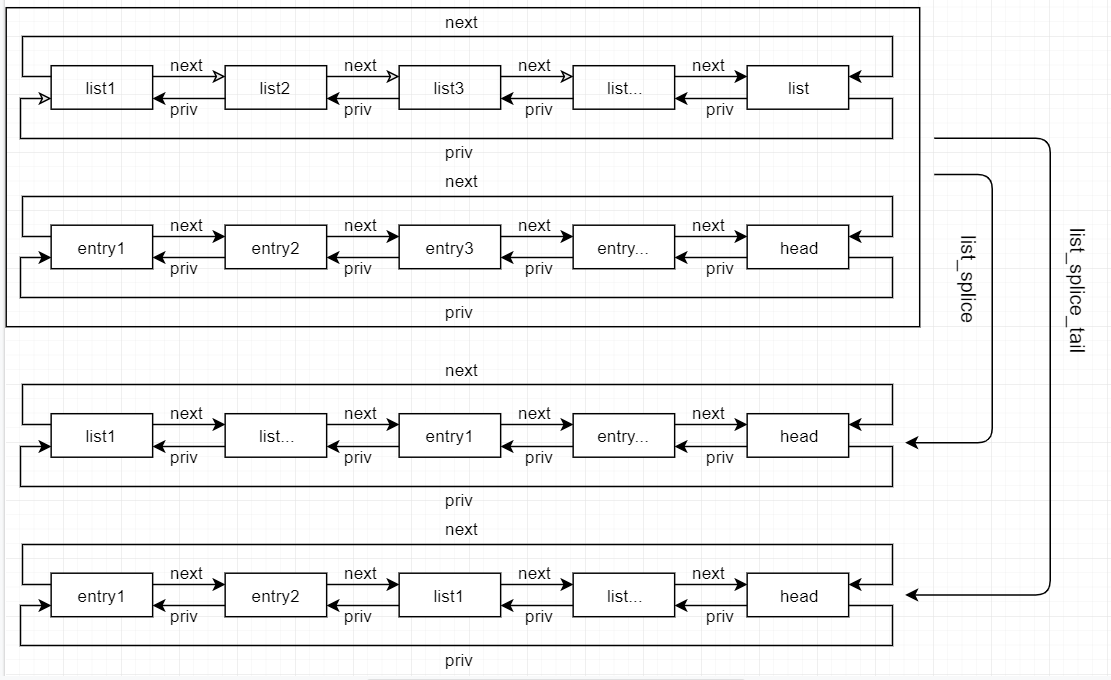 next
next next next next
list1 list2 list3 list... list
priv priv priv priv
priv
next
next next next next
entry1 entry2 entry3 entry... head
priv priv priv priv
priv
list_splice
list_splice_tail
next
next next next next
list1 list... entry1 entry... head
priv priv priv priv
priv
next
next next next next
entry1 entry2 list1 list... head
priv priv priv priv
priv